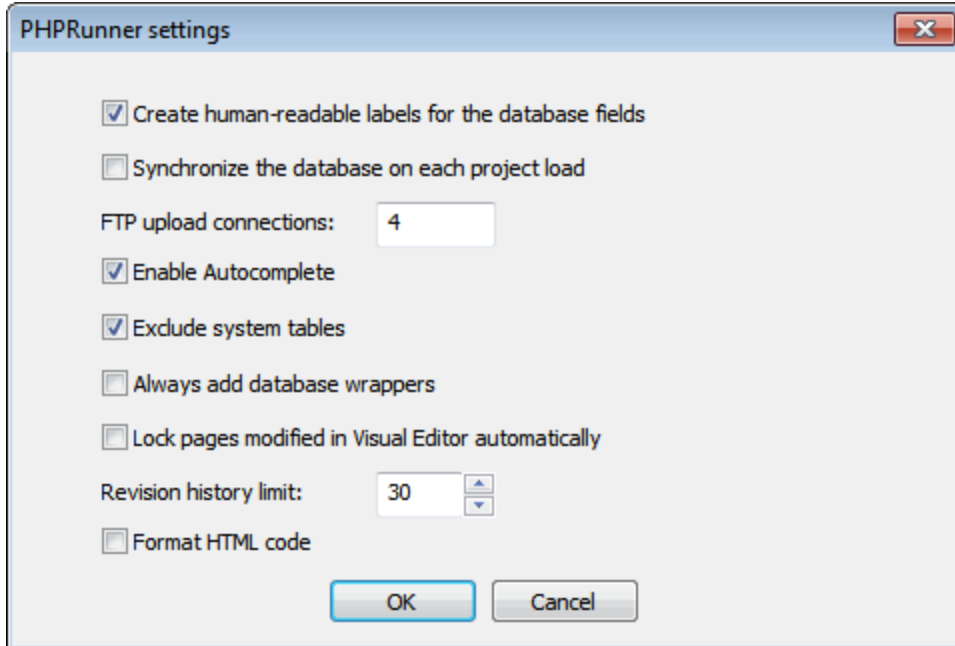 PHPRunner settings
Create human-readable labels for the database fields
Synchronize the database on each project load
FTP upload connections: 4
Enable Autocomplete
Exclude system tables
Always add database wrappers
Lock pages modified in Visual Editor automatically
Revision history limit: 30
Format HTML code
OK Cancel